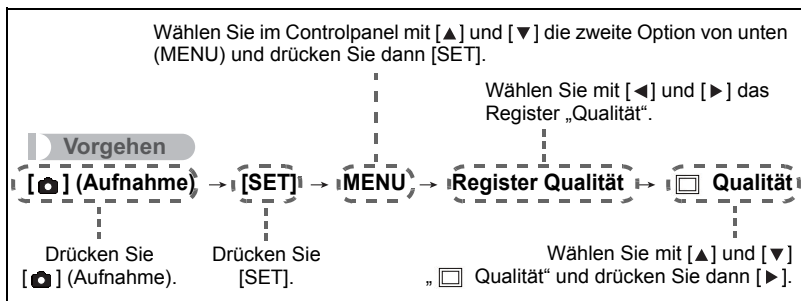 Wählen Sie im Controlpanel mit [▲] und [▼] die zweite Option von unten
(MENU) und drücken Sie dann [SET].
Wählen Sie mit [◄] und [►] das
Register „Qualität“.
Vorgehen
[📷] (Aufnahme) → [SET] → MENU → Register Qualität → □ Qualität
Drücken Sie
[📷] (Aufnahme).
Drücken Sie
[SET].
Wählen Sie mit [▲] und [▼]
„ □ Qualität“ und drücken Sie dann [►].